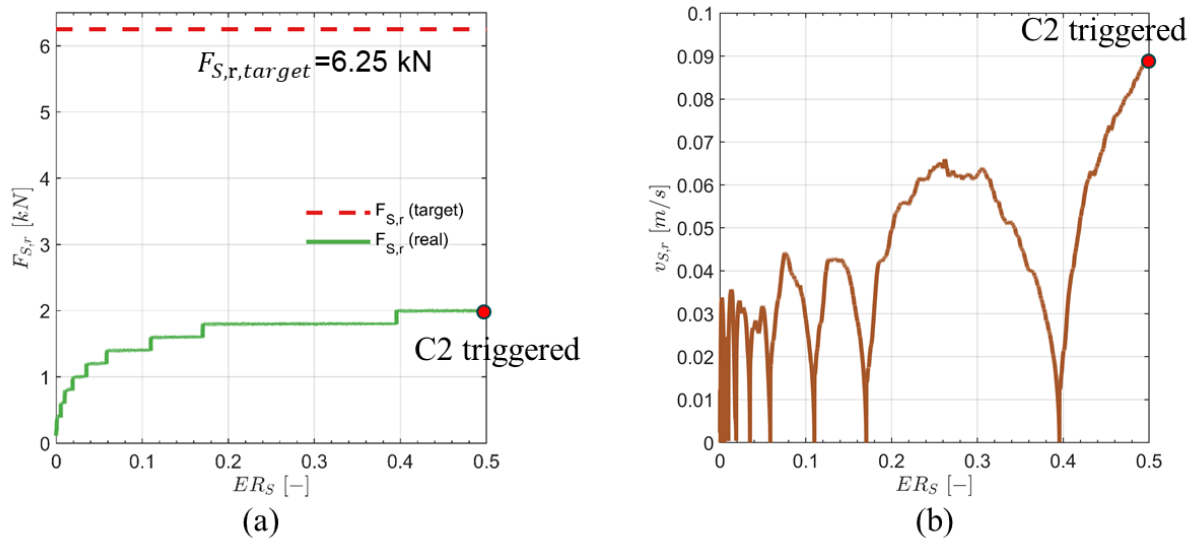 F_{S,r,target}=6.25 kN
F_{S,r} (target)
F_{S,r} (real)
C2 triggered
6
5
4
3
2
1
0
F_{S,r} [kN]
0
0.1
0.2
0.3
0.4
0.5
ER_S [−]
(a)
C2 triggered
0.1
0.09
0.08
0.07
0.06
0.05
0.04
0.03
0.02
0.01
0
v_{S,r} [m/s]
0
0.1
0.2
0.3
0.4
0.5
ER_S [−]
(b)